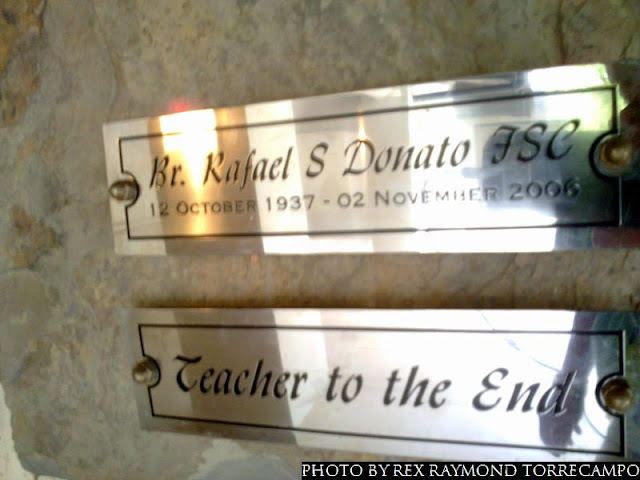 Br. Rafael S Donato FSC
12 October 1937 - 02 November 2006
Teacher to the End
PHOTO BY REX RAYMOND TORRECAMPO